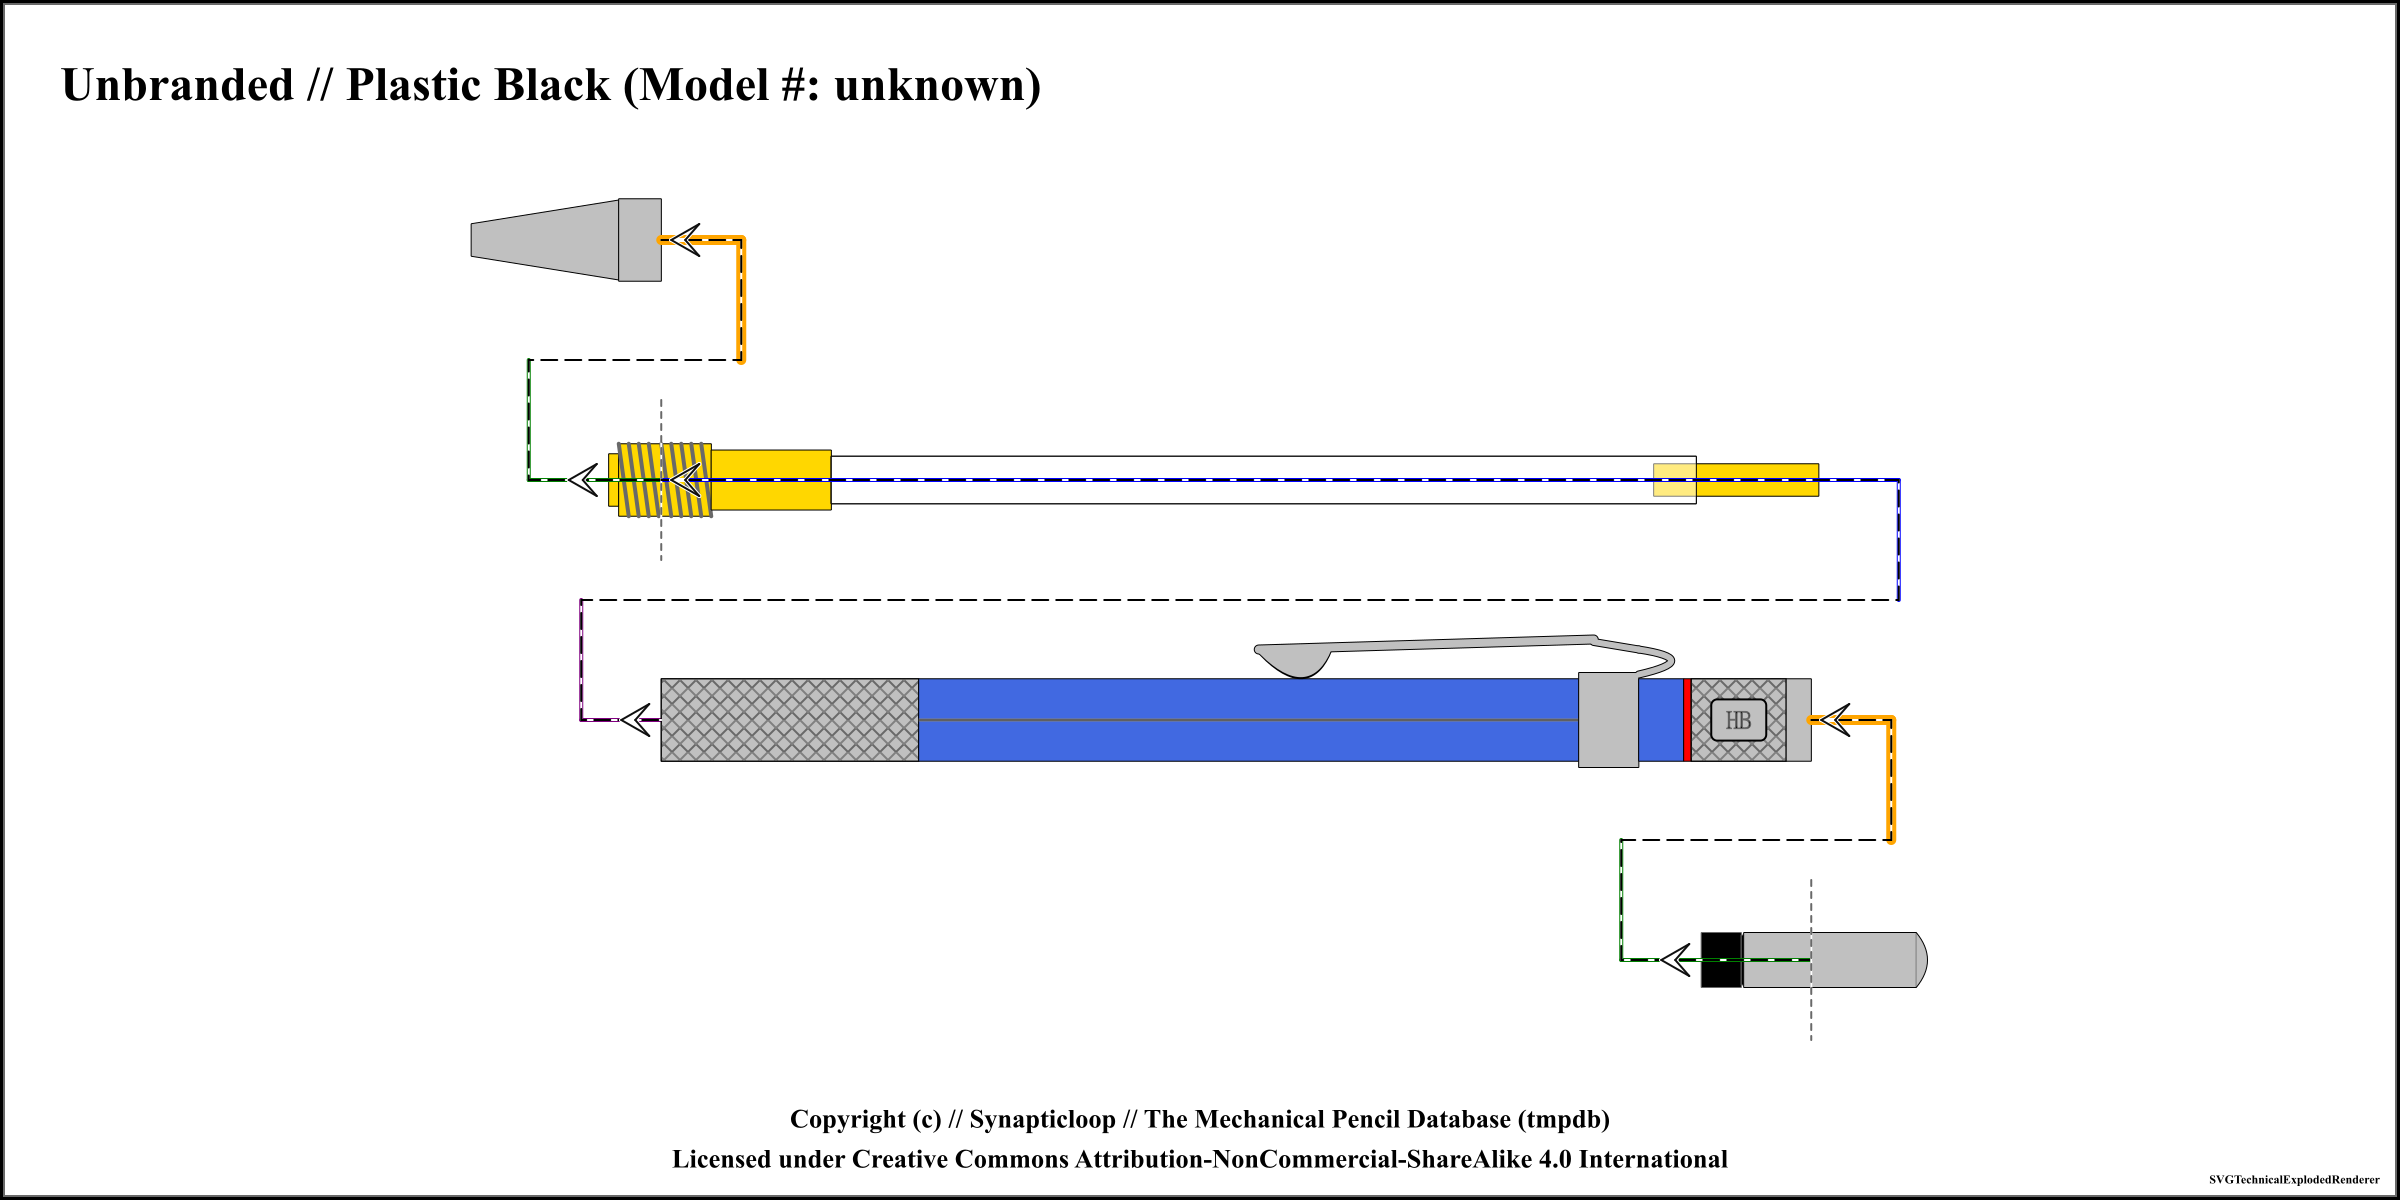 Unbranded // Plastic Black (Model #: unknown)
HB
Copyright (c) // Synapticloop // The Mechanical Pencil Database (tmpdb)
Licensed under Creative Commons Attribution-NonCommercial-ShareAlike 4.0 International
SVGTechnicalExplodedRenderer